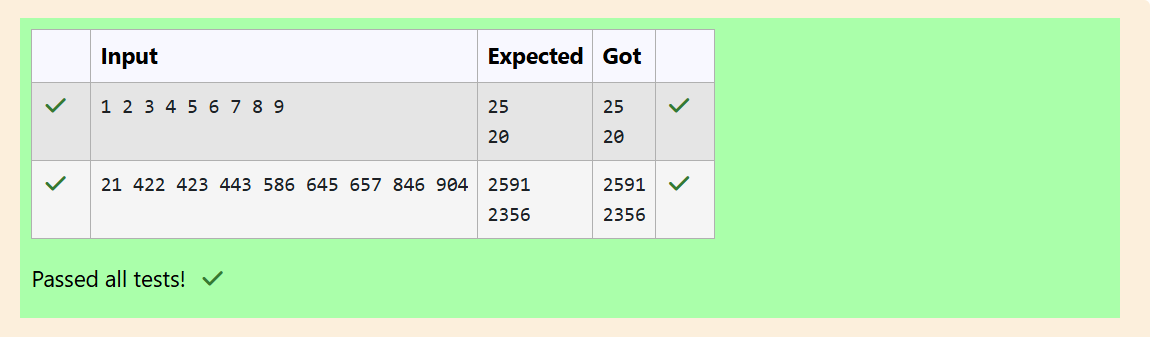 Input Expected Got
1 2 3 4 5 6 7 8 9 25 25
20 20
21 422 423 443 586 645 657 846 904 2591 2591
2356 2356
Passed all tests!